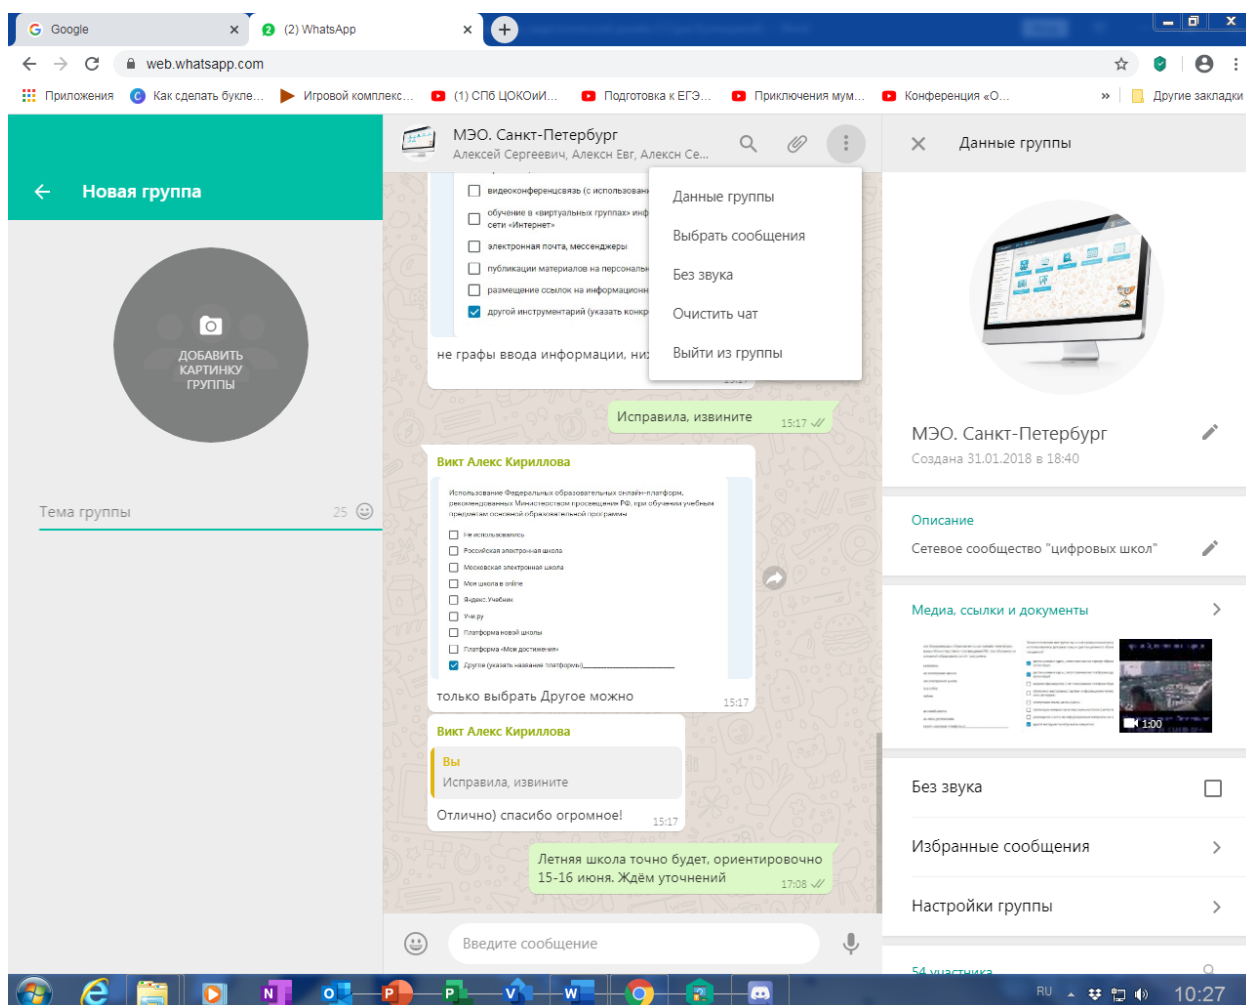 Google
(2) WhatsApp
web.whatsapp.com
Приложения
Как сделать букле...
Игровой комплекс...
(1) СПб ЦОКОиИ...
Подготовка к ЕГЭ...
Приключения мум...
Конференция «О...
Другие закладки
Новая группа
ДОБАВИТЬ
КАРТИНКУ
ГРУППЫ
Тема группы
25
МЭО. Санкт-Петербург
Алексей Сергеевич, Алексн Евг, Алексн Се...
видеоконференцсвязь (с использован
обучение в «виртуальных группах» инф
сети «Интернет»
электронная почта, мессенджеры
публикации материалов на персональн
размещение ссылок на информационн
другой инструментарий (указать конкр
не графы ввода информации, них
15:17
Данные группы
Выбрать сообщения
Без звука
Очистить чат
Выйти из группы
Исправила, извините
15:17
Викт Алекс Кириллова
Использование Федеральных образовательных онлайн-платформ,
рекомендованных Министерством просвещения РФ, при обучении учебным
предметам основной образовательной программы
Не использовались
Российская электронная школа
Московская электронная школа
Моя школа в online
Яндекс.Учебник
Учи.ру
Платформа новой школы
Платформа «Мои достижения»
Другое (указать название платформы)
только выбрать Другое можно
15:17
Викт Алекс Кириллова
Вы
Исправила, извините
Отлично) спасибо огромное!
15:17
Летняя школа точно будет, ориентировочно
15-16 июня. Ждём уточнений
17:08
Введите сообщение
Данные группы
МЭО. Санкт-Петербург
Создана 31.01.2018 в 18:40
Описание
Сетевое сообщество "цифровых школ"
Медиа, ссылки и документы
1:00
Без звука
Избранные сообщения
Настройки группы
54 участника
RU
10:27